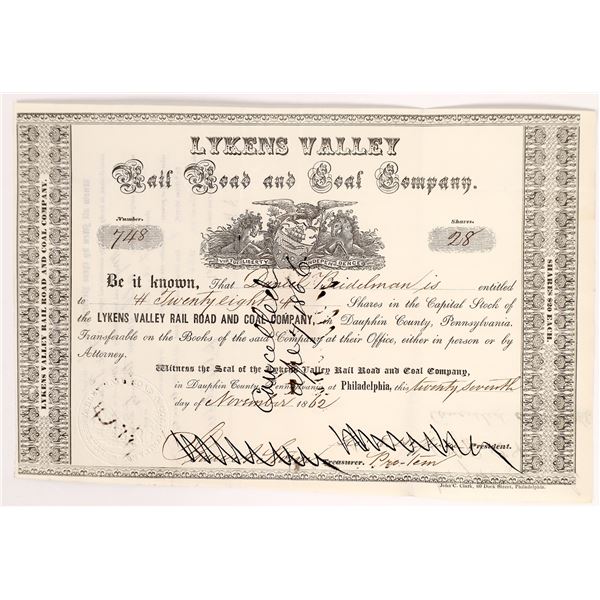 LYKENS VALLEY
Rail Road and Coal Company.
Number. Shares.
748 28
VIRTUE LIBERTY INDEPENDENCE
Be it known, That Heidelman is entitled
to # Twenty eight # Shares in the Capital Stock of
the LYKENS VALLEY RAIL ROAD AND COAL COMPANY, in Dauphin County, Pennsylvania.
Transferable on the Books of the said Company at their Office, either in person or by
Attorney.
Witness the Seal of the Lykens Valley Rail Road and Coal Company,
in Dauphin County, Pennsylvania at Philadelphia, this twenty seventh
day of November 1862
President.
Treasurer. Pro-Tem
John C. Clark, 60 Dock Street, Philadelphia.
LYKENS VALLEY RAIL ROAD AND COAL COMPANY.
SHARES $20 EACH.
Cancelled
1866